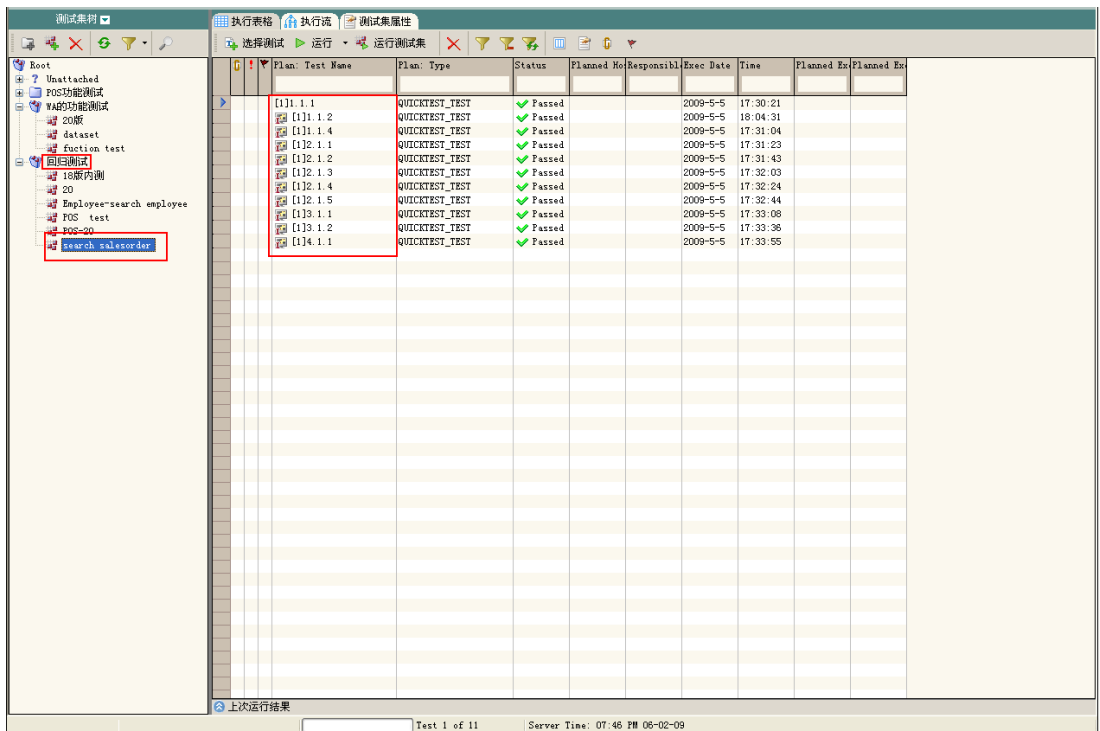 测试集树
执行表格 执行流 测试集属性
选择测试 运行 运行测试集
Root
Unattached
POS功能测试
WA的功能测试
20版
dataset
fuction test
回归测试
18版内测
20
Employee-search employee
POS test
POS-20
search salesorder
Plan: Test Name Plan: Type Status Planned Ho Responsibl Exec Date Time Planned Ex Planned Ex
[1]1.1.1 QUICKTEST_TEST Passed 2009-5-5 17:30:21
[1]1.1.2 QUICKTEST_TEST Passed 2009-5-5 18:04:31
[1]1.1.4 QUICKTEST_TEST Passed 2009-5-5 17:31:04
[1]2.1.1 QUICKTEST_TEST Passed 2009-5-5 17:31:23
[1]2.1.2 QUICKTEST_TEST Passed 2009-5-5 17:31:43
[1]2.1.3 QUICKTEST_TEST Passed 2009-5-5 17:32:03
[1]2.1.4 QUICKTEST_TEST Passed 2009-5-5 17:32:24
[1]2.1.5 QUICKTEST_TEST Passed 2009-5-5 17:32:44
[1]3.1.1 QUICKTEST_TEST Passed 2009-5-5 17:33:08
[1]3.1.2 QUICKTEST_TEST Passed 2009-5-5 17:33:36
[1]4.1.1 QUICKTEST_TEST Passed 2009-5-5 17:33:55
上次运行结果
Test 1 of 11 Server Time: 07:46 PM 06-02-09